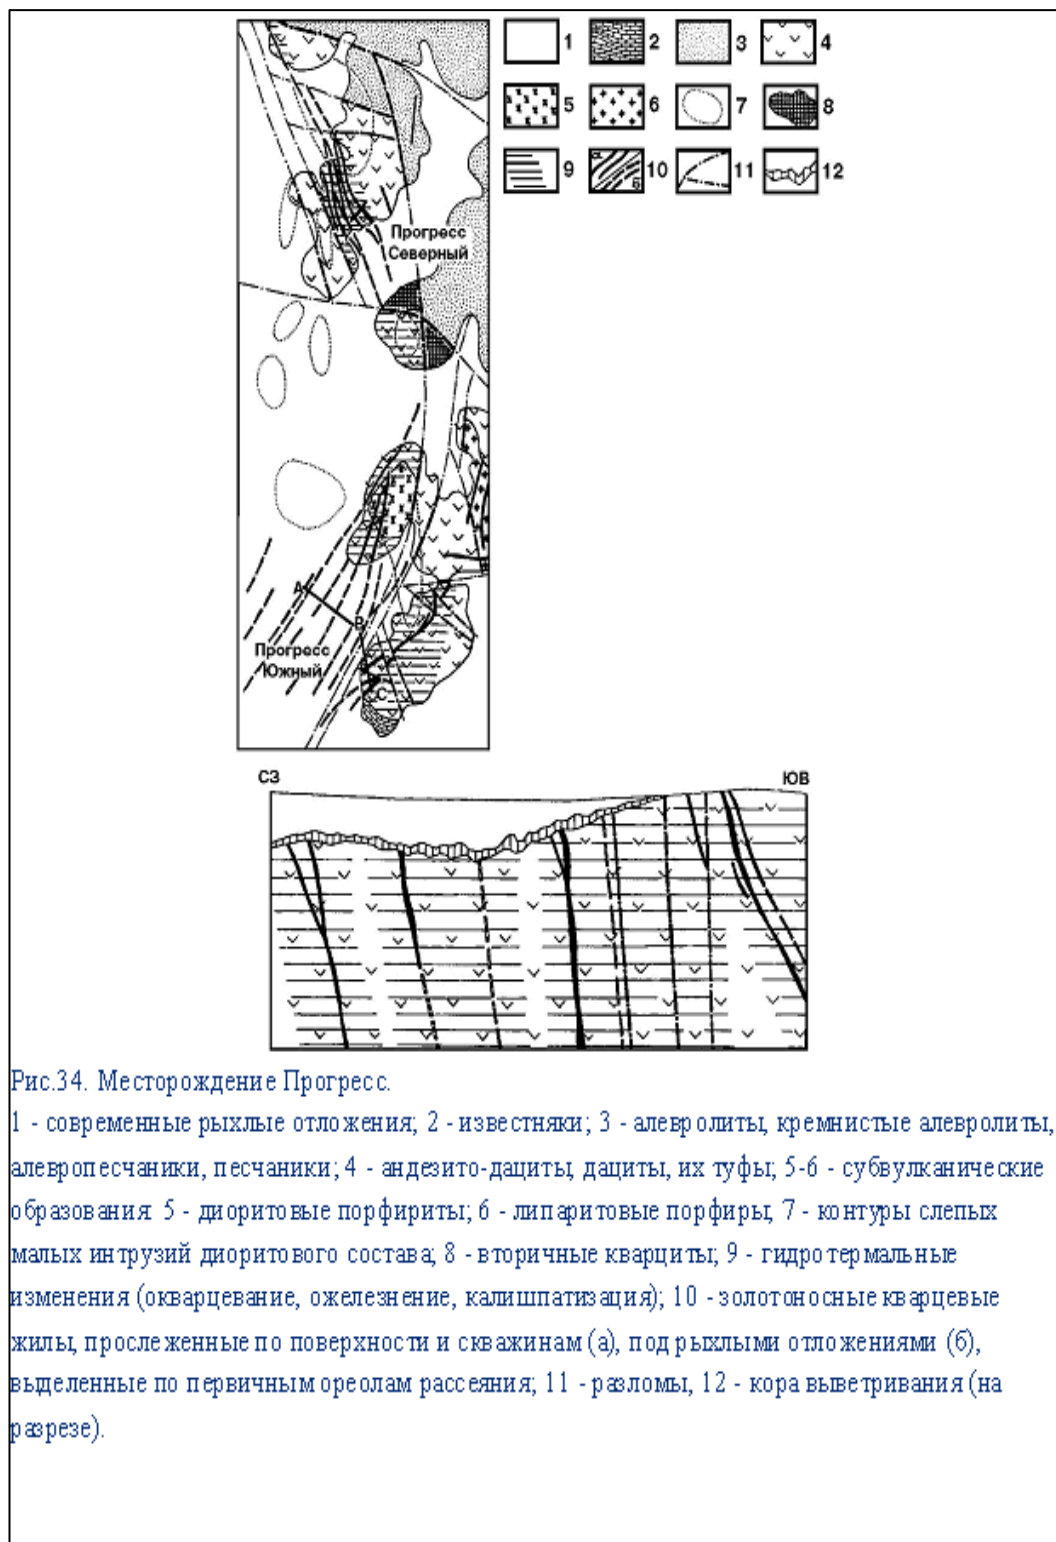 1 2 3 4
5 6 7 8
9 а б 10 11 12
Прогресс
Северный
А
В
Прогресс
Южный
С
СЗ ЮВ
Рис.34. Месторождение Прогресс.
1 - современные рыхлые отложения; 2 - известняки; 3 - алевролиты, кремнистые алевролиты,
алевропесчаники, песчаники; 4 - андезито-дациты, дациты, их туфы; 5-6 - субвулканические
образования: 5 - диоритовые порфириты; 6 - липаритовые порфиры, 7 - контуры слепых
малых интрузий диоритового состава; 8 - вторичные кварциты; 9 - гидротермальные
изменения (окварцевание, ожелезнение, калишпатизация); 10 - золотоносные кварцевые
жилы, прослеженные по поверхности и скважинам (а), под рыхлыми отложениями (б),
выделенные по первичным ореолам рассеяния; 11 - разломы, 12 - кора выветривания (на
разрезе).